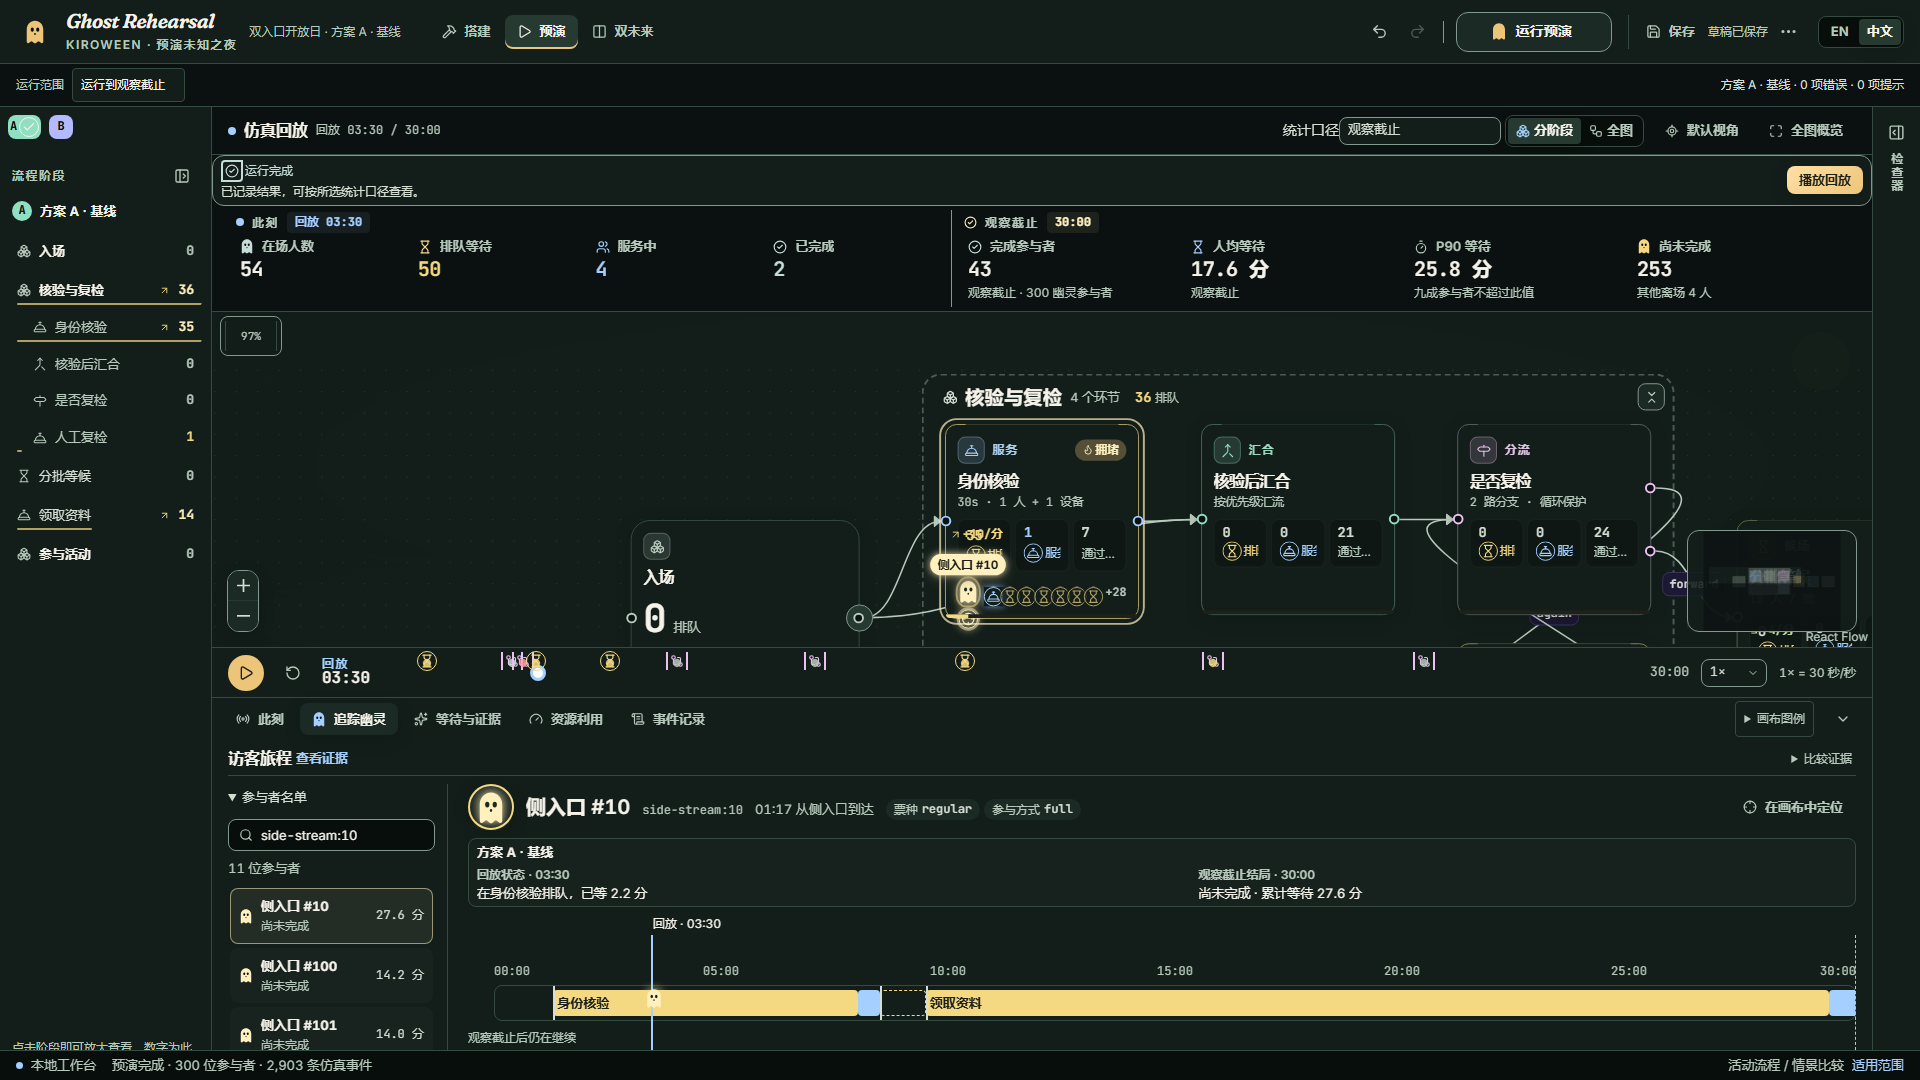 Ghost Rehearsal
KIROWEEN · 预演未知之夜
双入口开放日 · 方案 A · 基线
搭建
预演
双未来
运行预演
保存
草稿已保存
EN
中文
运行范围
运行到观察截止
方案 A · 基线 · 0 项错误 · 0 项提示
A
B
流程阶段
A 方案 A · 基线
入场 0
核验与复检 36
身份核验 35
核验后汇合 0
是否复检 0
人工复检 1
分批等候 0
领取资料 14
参与活动 0
仿真回放
回放 03:30 / 30:00
统计口径
观察截止
分阶段
全图
默认视角
全图概览
检查器
运行完成
已记录结果，可按所选统计口径查看。
播放回放
此刻
回放 03:30
在场人数
54
排队等待
50
服务中
4
已完成
2
观察截止
30:00
完成参与者
43
观察截止 · 300 幽灵参与者
人均等待
17.6 分
观察截止
P90 等待
25.8 分
九成参与者不超过此值
尚未完成
253
其他离场 4 人
97%
核验与复检
4 个环节
36 排队
服务
拥堵
身份核验
30s · 1 人 + 1 设备
1
7
通过...
侧入口 #10
+28
汇合
核验后汇合
按优先级汇流
0
0
21
通过...
分流
是否复检
2 路分支 · 循环保护
0
0
24
通过...
入场
0 排队
React Flow
回放
03:30
30:00
1×
1× = 30 秒/秒
此刻
追踪幽灵
等待与证据
资源利用
事件记录
画布图例
访客旅程
查看证据
比较证据
参与者名单
side-stream:10
11 位参与者
侧入口 #10
尚未完成
27.6 分
侧入口 #100
尚未完成
14.2 分
侧入口 #101
尚未完成
14.0 分
侧入口 #10
side-stream:10
01:17 从侧入口到达
票种 regular
参与方式 full
在画布中定位
方案 A · 基线
回放状态 · 03:30
在身份核验排队，已等 2.2 分
观察截止结局 · 30:00
尚未完成 · 累计等待 27.6 分
回放 · 03:30
00:00
05:00
10:00
15:00
20:00
25:00
30:00
身份核验
领取资料
观察截止后仍在继续
本地工作台
预演完成 · 300 位参与者 · 2,903 条仿真事件
活动流程 / 情景比较
适用范围